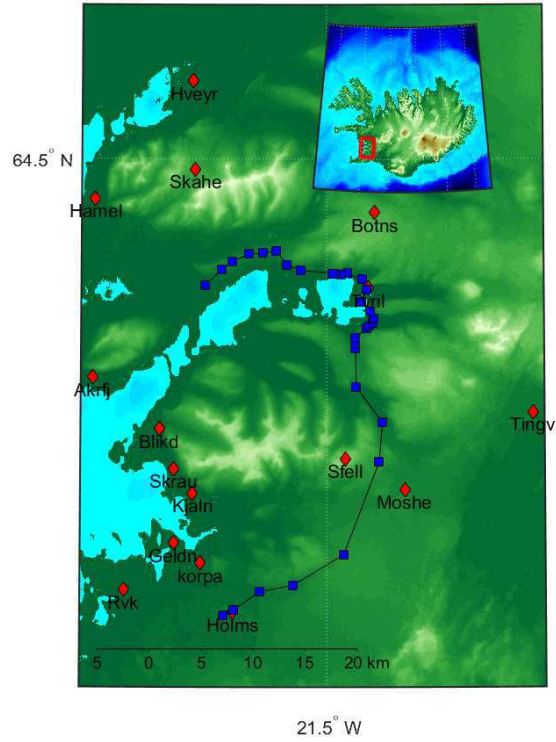 Hveyr
64.5° N
Skahe
Hamel
Botns
Tyril
Akrfj
Tingv
Blikd
Sfell
Skrau
Moshe
Kjaln
Geldn
korpa
Rvk
Holms
5 0 5 10 15 20 km
21.5° W